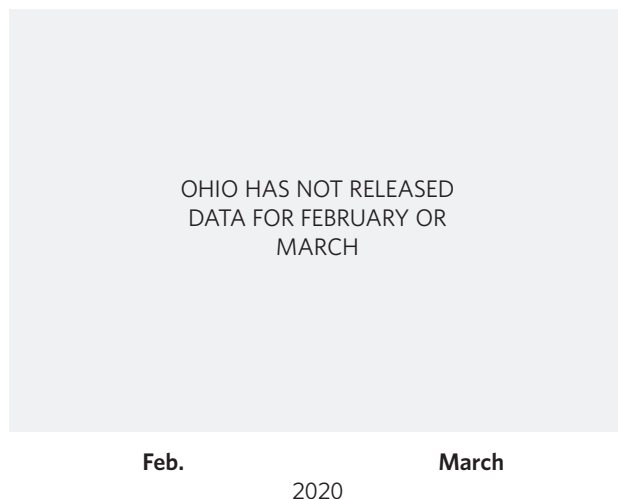 OHIO HAS NOT RELEASED
DATA FOR FEBRUARY OR
MARCH
Feb. March
2020